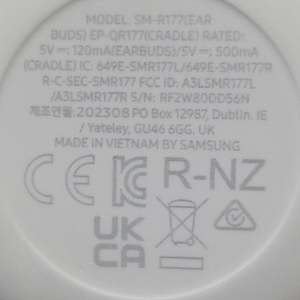 MODEL: SM-R177(EAR
BUDS) EP-QR177(CRADLE) RATED:
5V⎓; 120mA(EARBUDS)/5V⎓; 500mA
(CRADLE) IC: 649E-SMR177L/649E-SMR177R
R-C-SEC-SMR177 FCC ID: A3LSMR177L
/A3LSMR177R S/N: RF2W80DD56N
제조연월: 202308 PO Box 12987, Dublin. IE
/ Yateley, GU46 6GG. UK
MADE IN VIETNAM BY SAMSUNG
CE R-NZ
UK
CA